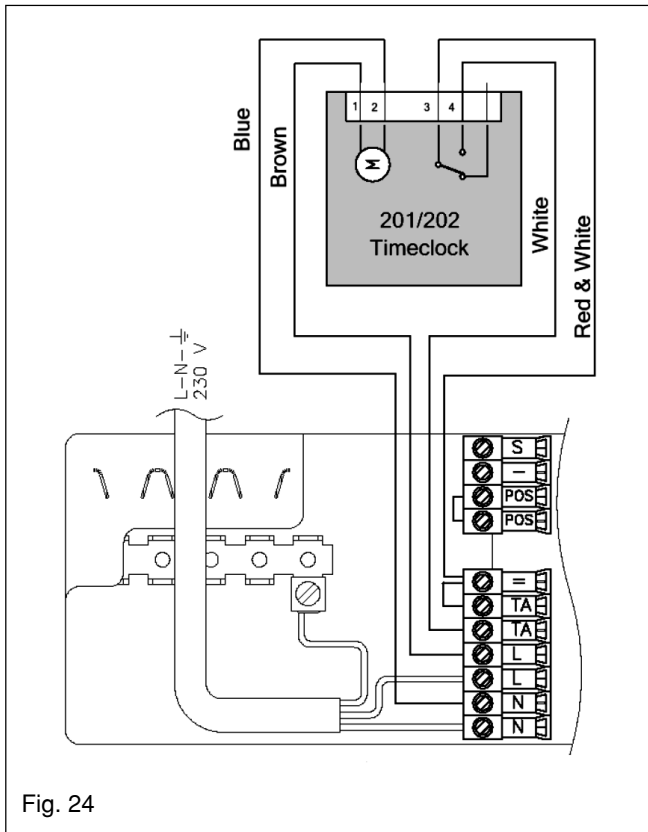 1 2 3 4
M
201/202
Timeclock
Blue
Brown
White
Red & White
L-N-⏚
230 V
S
–
POS
POS
=
TA
TA
L
L
N
N
Fig. 24